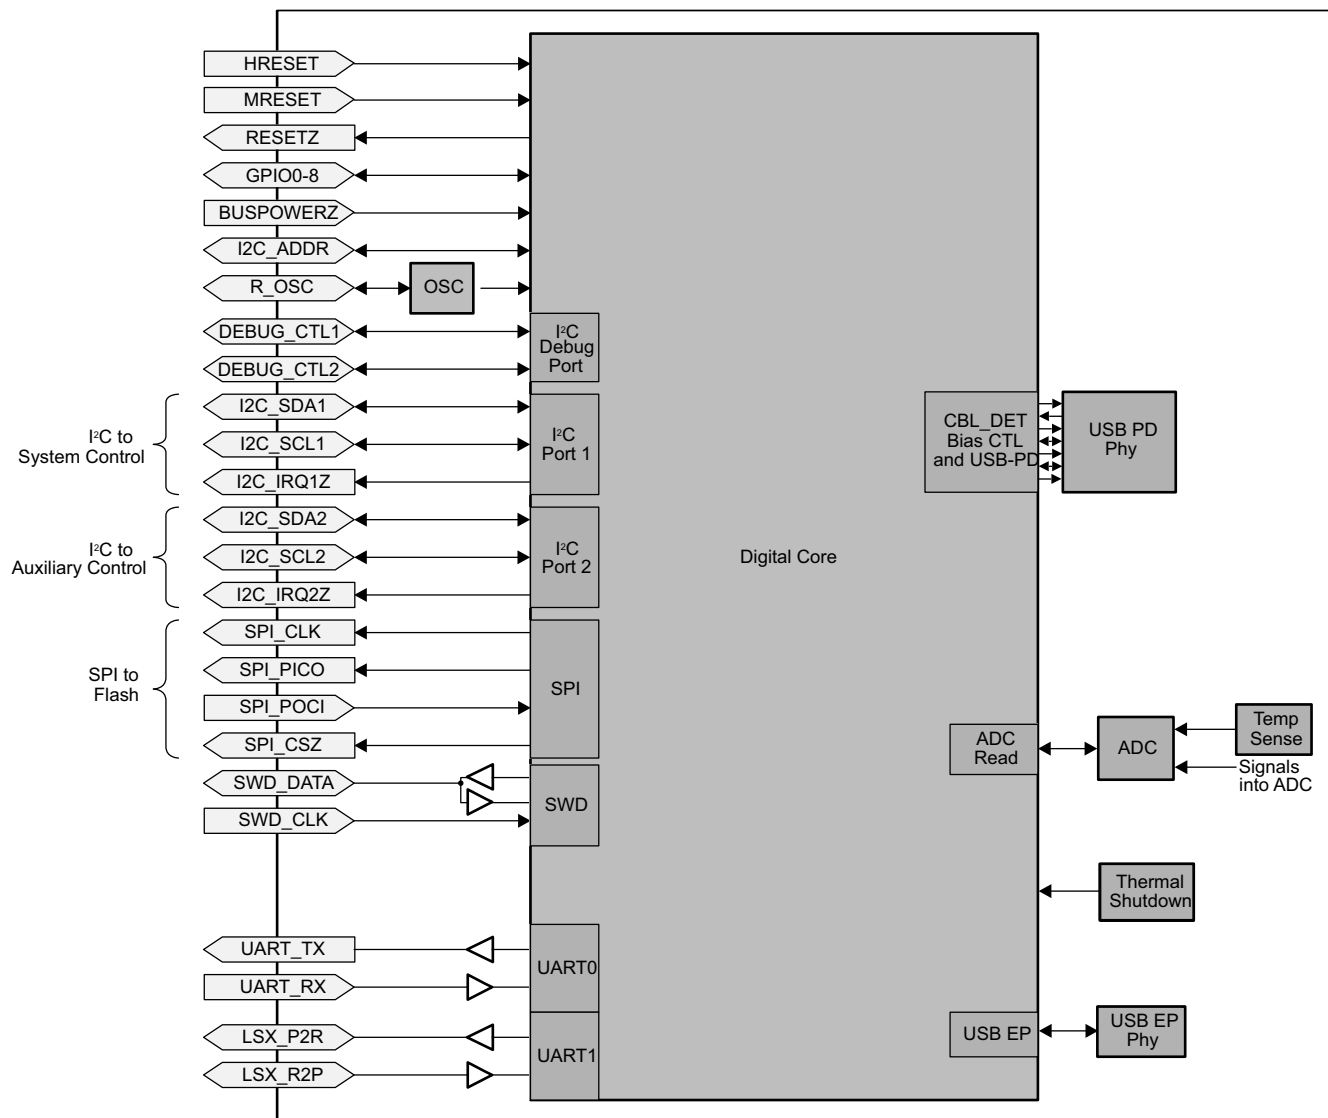 HRESET
MRESET
RESETZ
GPIO0-8
BUSPOWERZ
I2C_ADDR
R_OSC
OSC
DEBUG_CTL1
DEBUG_CTL2
I²C
Debug
Port
I²C to
System Control
I2C_SDA1
I2C_SCL1
I2C_IRQ1Z
I²C
Port 1
I²C to
Auxiliary Control
I2C_SDA2
I2C_SCL2
I2C_IRQ2Z
I²C
Port 2
SPI to
Flash
SPI_CLK
SPI_PICO
SPI_POCI
SPI_CSZ
SPI
SWD_DATA
SWD_CLK
SWD
UART_TX
UART_RX
UART0
LSX_P2R
LSX_R2P
UART1
Digital Core
CBL_DET
Bias CTL
and USB-PD
USB PD
Phy
ADC
Read
ADC
Temp
Sense
Signals
into ADC
Thermal
Shutdown
USB EP
USB EP
Phy